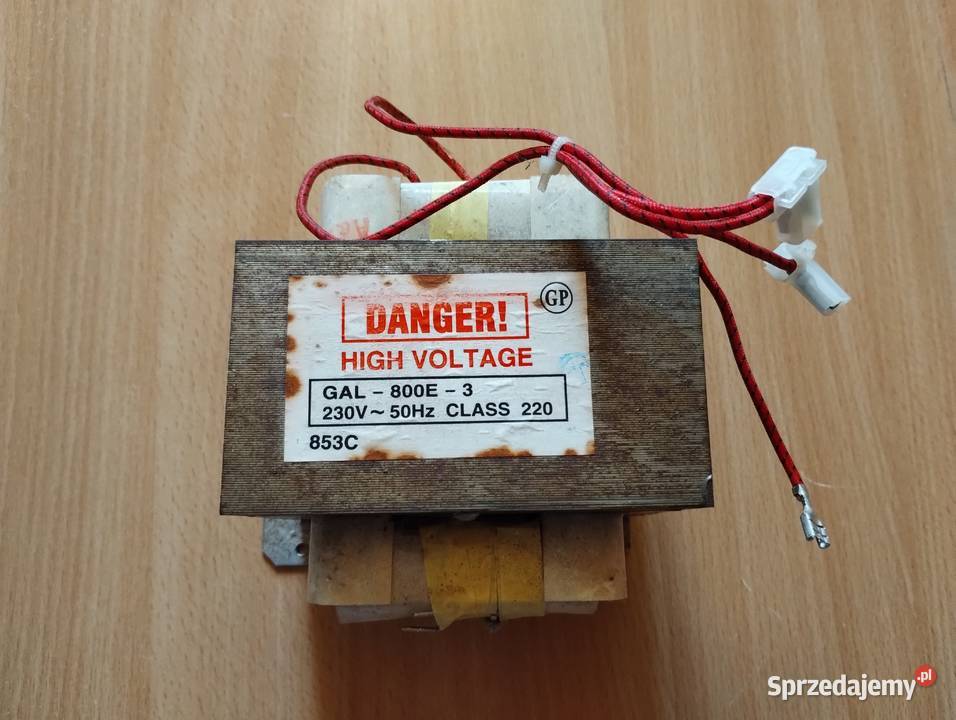 GP
DANGER!
HIGH VOLTAGE
GAL - 800E - 3
230V ~ 50Hz CLASS 220
853C
Sprzedajemy.pl